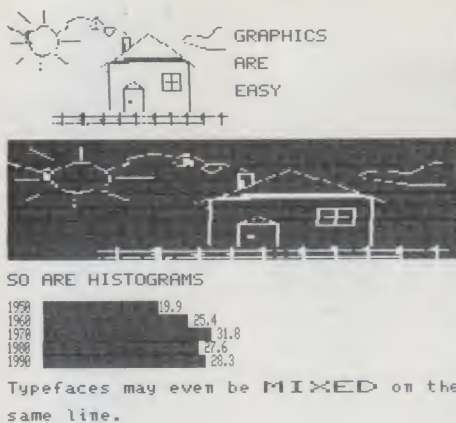 GRAPHICS
ARE
EASY
SO ARE HISTOGRAMS
1950 19.9
1960 25.4
1970 31.8
1980 27.6
1990 28.3
Typefaces may even be MIXED on the
same line.